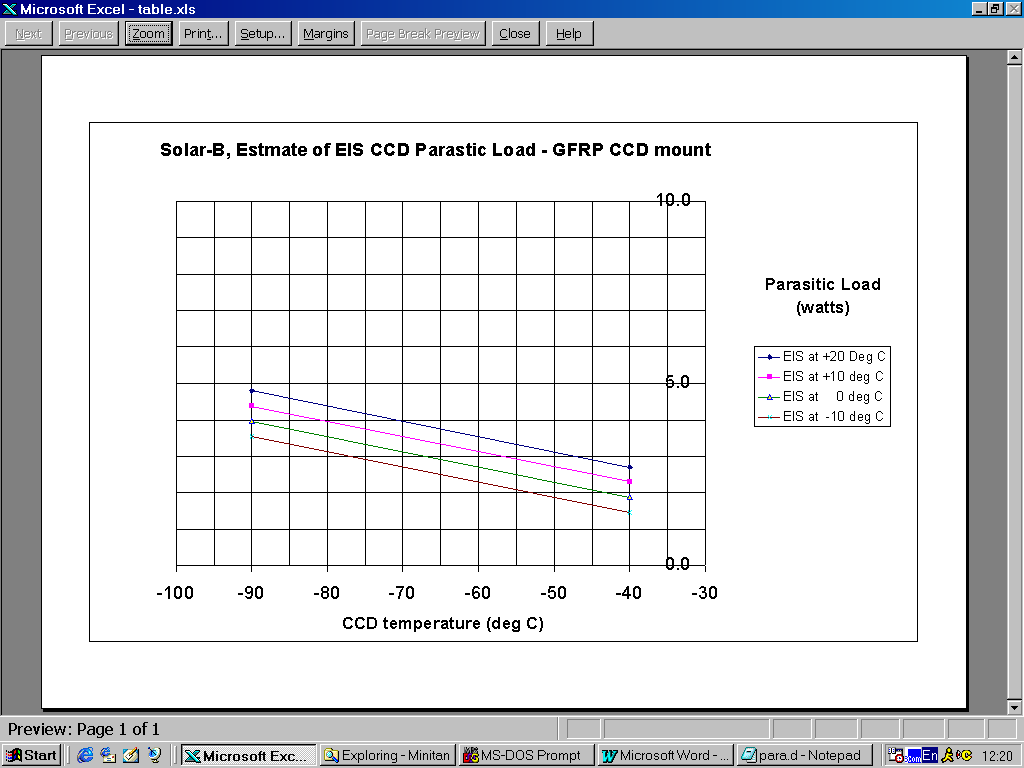 Microsoft Excel - table.xls
Next Previous Zoom Print... Setup... Margins Page Break Preview Close Help
Solar-B, Estmate of EIS CCD Parastic Load - GFRP CCD mount
10.0
Parasitic Load
(watts)
EIS at +20 Deg C
EIS at +10 deg C
5.0
EIS at 0 deg C
EIS at -10 deg C
0.0
-100 -90 -80 -70 -60 -50 -40 -30
CCD temperature (deg C)
Preview: Page 1 of 1
Start Microsoft Exc... Exploring - Minitan MS-DOS Prompt Microsoft Word - ... para.d - Notepad En 12:20